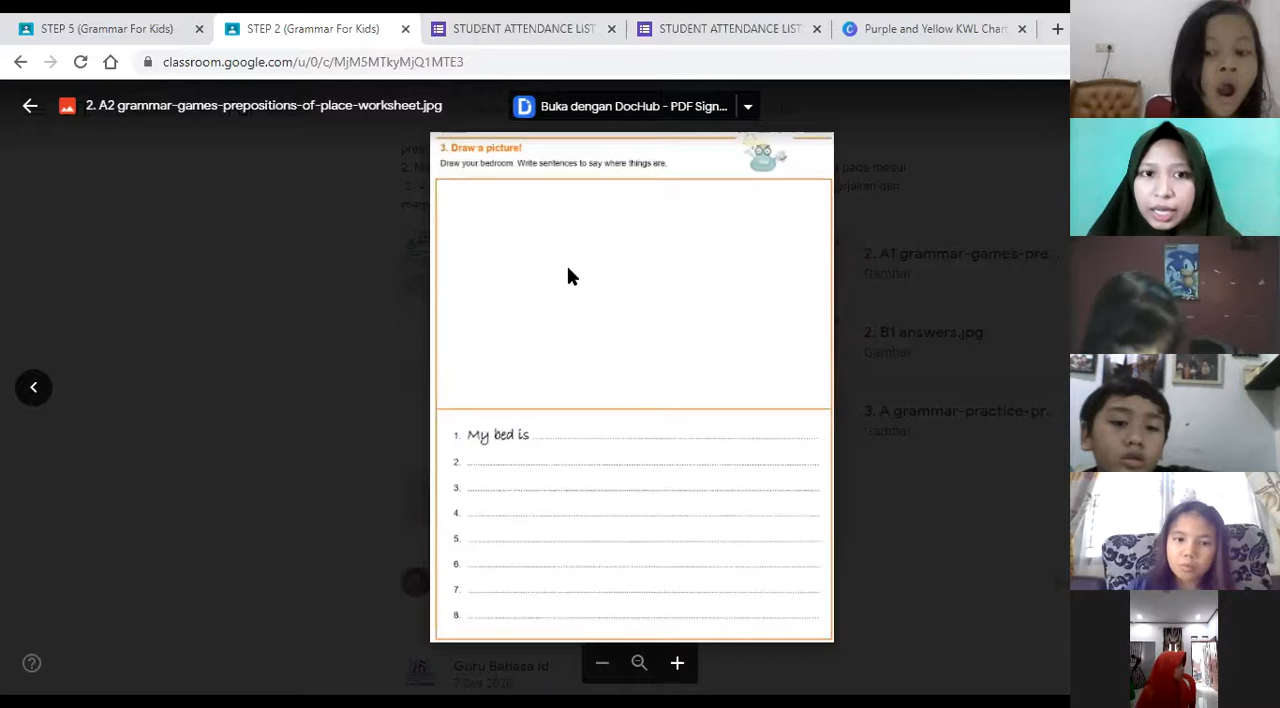 STEP 5 (Grammar For Kids)
STEP 2 (Grammar For Kids)
STUDENT ATTENDANCE LIST
STUDENT ATTENDANCE LIST
Purple and Yellow KWL Char
classroom.google.com/u/0/c/MjM5MTkyMjQ1MTE3
2. A2 grammar-games-prepositions-of-place-worksheet.jpg
Buka dengan DocHub - PDF Sign...
3. Draw a picture!
Draw your bedroom. Write sentences to say where things are.
pada
2. A1 grammar-games-pre...
Gambar
2. B1 answers.jpg
Gambar
3. A grammar-practice-pr...
Gambar
1. My bed is
2.
3.
4.
5.
6.
7.
8.
Guru Bahasa id
7 Des 2020